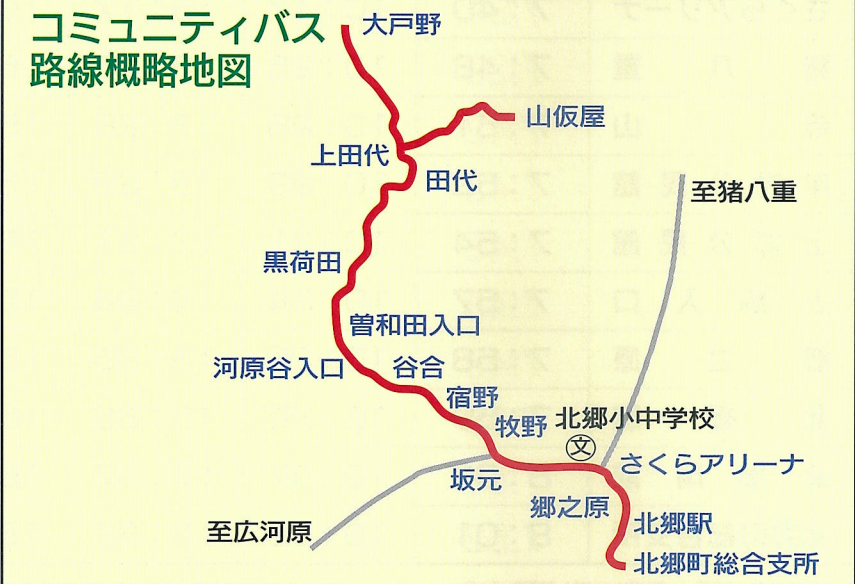 コミュニティバス
路線概略地図
大戸野
山仮屋
上田代
田代
至猪八重
黒荷田
曽和田入口
河原谷入口
谷合
宿野
牧野
北郷小中学校
文
さくらアリーナ
坂元
郷之原
北郷駅
至広河原
北郷町総合支所